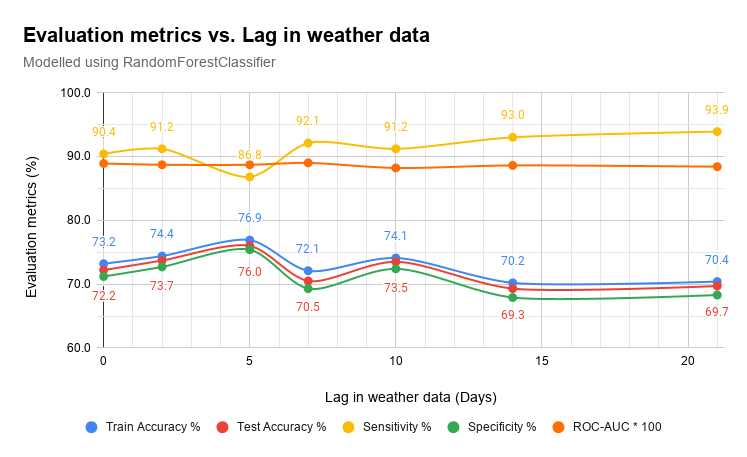 Evaluation metrics vs. Lag in weather data
Modelled using RandomForestClassifier
100.0
90.0
80.0
70.0
60.0
Evaluation metrics (%)
90.4 91.2 86.8 92.1 91.2 93.0 93.9
73.2 74.4 76.9 72.1 74.1 70.2 70.4
72.2 73.7 76.0 70.5 73.5 69.3 69.7
0 5 10 15 20
Lag in weather data (Days)
Train Accuracy % Test Accuracy % Sensitivity % Specificity % ROC-AUC * 100